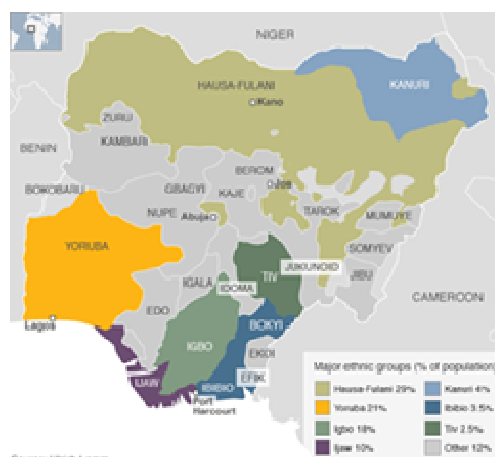 NIGER
HAUSA-FULANI
KANURI
Kano
ZURU
KAMBARI
BENIN
BEROM
BOKOBARU
GBAGYI
KAJE
Jos
NUPE
Abuja
TAROK
MUMUYE
YORIUBA
SOMYEV
JUKUNOID
JIBU
TIV
IGALA
IDOMA
CAMEROON
EDO
BOKYI
Lagos
IGBO
EKOI
IJAW
IBIBIO
EFIK
Port
Harcourt
Major ethnic groups (% of population)
Hausa-Fulani 29%
Kanuri 4%
Yoruba 21%
Ibibio 3.5%
Igbo 18%
Tiv 2.5%
Ijaw 10%
Other 12%